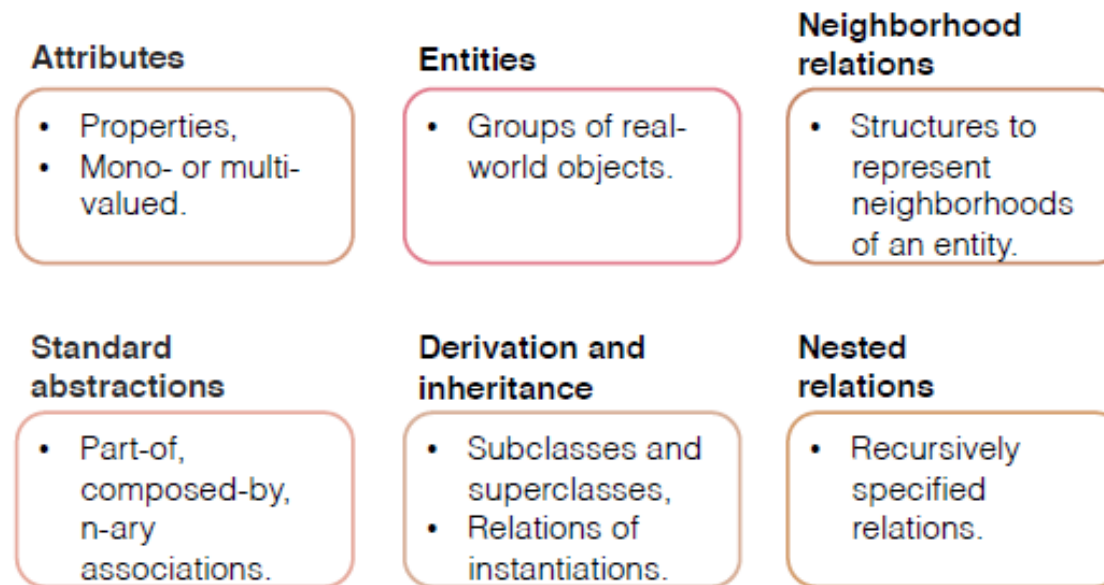 Attributes
• Properties,
• Mono- or multi-
valued.
Entities
• Groups of real-
world objects.
Neighborhood
relations
• Structures to
represent
neighborhoods
of an entity.
Standard
abstractions
• Part-of,
composed-by,
n-ary
associations.
Derivation and
inheritance
• Subclasses and
superclasses,
• Relations of
instantiations.
Nested
relations
• Recursively
specified
relations.